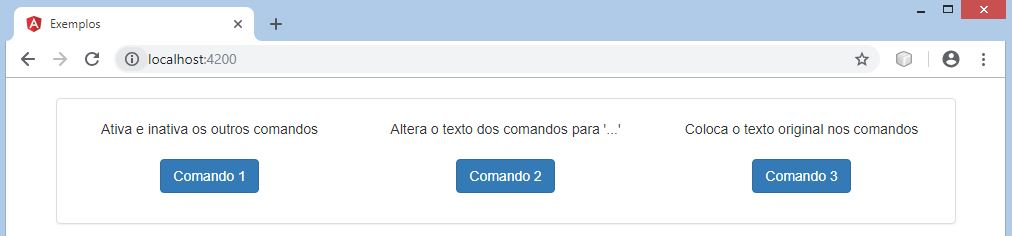 Exemplos
localhost:4200
Ativa e inativa os outros comandos
Altera o texto dos comandos para '...'
Coloca o texto original nos comandos
Comando 1
Comando 2
Comando 3